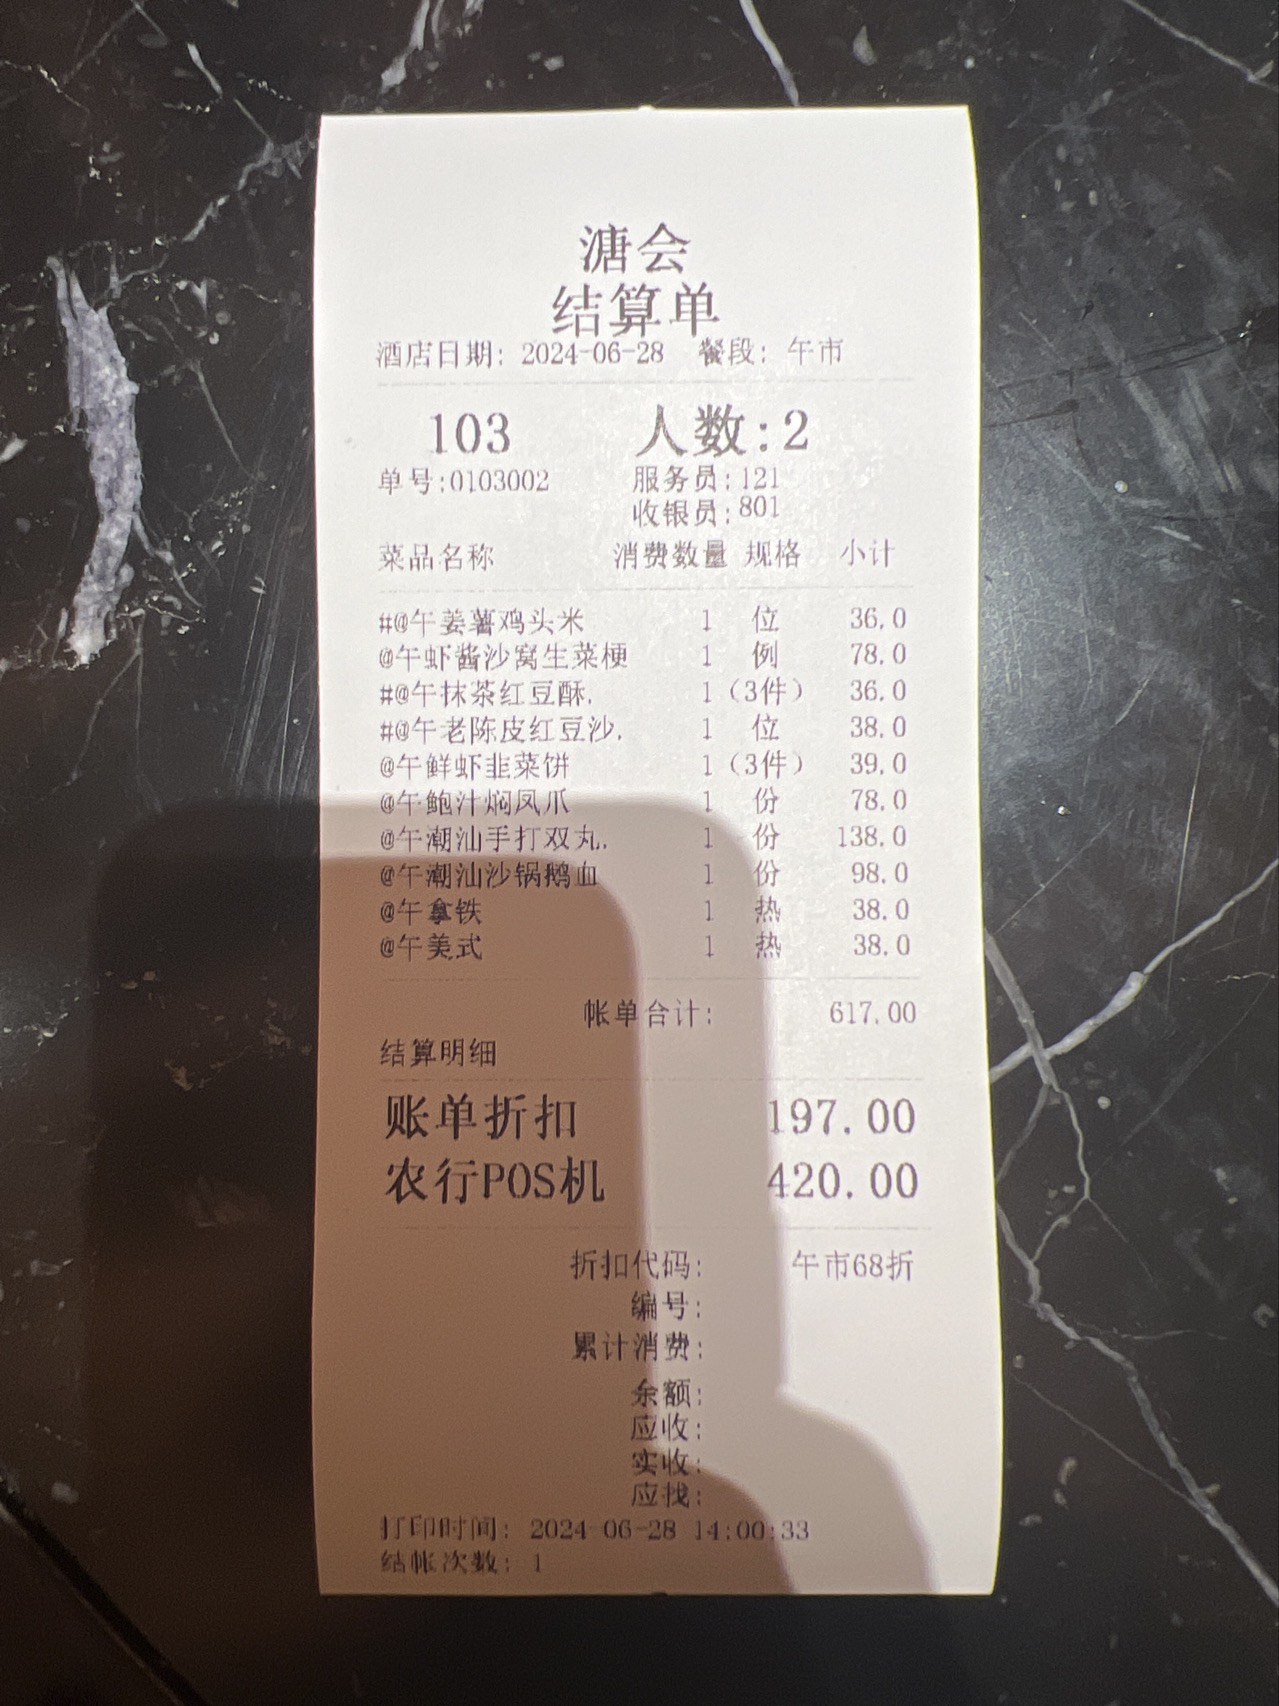 溏会
结算单
酒店日期: 2024-06-28 餐段: 午市
103 人数:2
单号:0103002 服务员:121
收银员:801
菜品名称 消费数量 规格 小计
#@午姜薯鸡头米 1 位 36.0
@午虾酱沙窝生菜梗 1 例 78.0
#@午抹茶红豆酥. 1 (3件) 36.0
#@午老陈皮红豆沙. 1 位 38.0
@午鲜虾韭菜饼 1 (3件) 39.0
@午鲍汁焖凤爪 1 份 78.0
@午潮汕手打双丸. 1 份 138.0
@午潮汕沙锅鹅血 1 份 98.0
@午拿铁 1 热 38.0
@午美式 1 热 38.0
帐单合计: 617.00
结算明细
账单折扣 197.00
农行POS机 420.00
折扣代码: 午市68折
编号:
累计消费:
余额:
应收:
实收:
应找:
打印时间: 2024-06-28 14:00:33
结帐次数: 1